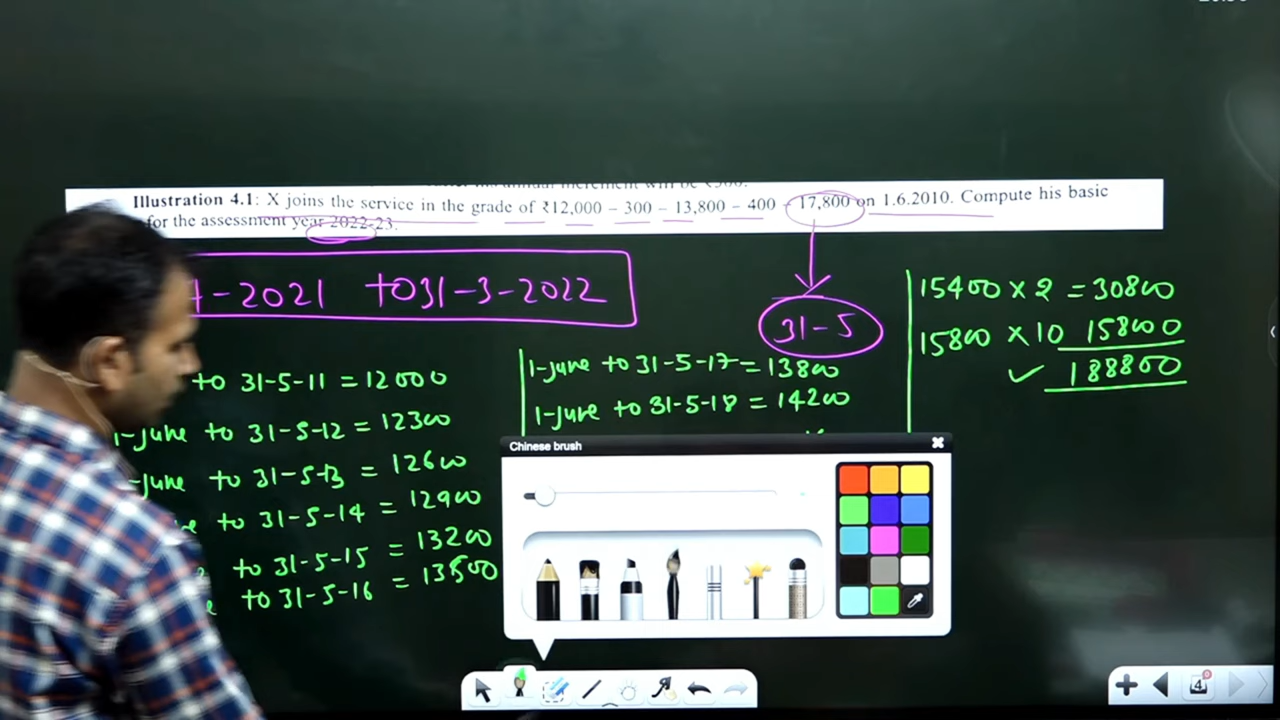 Illustration 4.1: X joins the service in the grade of ₹12,000 – 300 – 13,800 – 400 – 17,800 on 1.6.2010. Compute his basic
for the assessment year 2022-23.
-2021 to 31-3-2022
31-5
to 31-5-11 = 12000
1-june to 31-5-12 = 12300
-june to 31-5-13 = 12600
to 31-5-14 = 12900
to 31-5-15 = 13200
to 31-5-16 = 13500
1-june to 31-5-17 = 13800
1-june to 31-5-18 = 14200
15400 × 2 = 30800
15800 × 10 158000
✓ 188800
Chinese brush
4